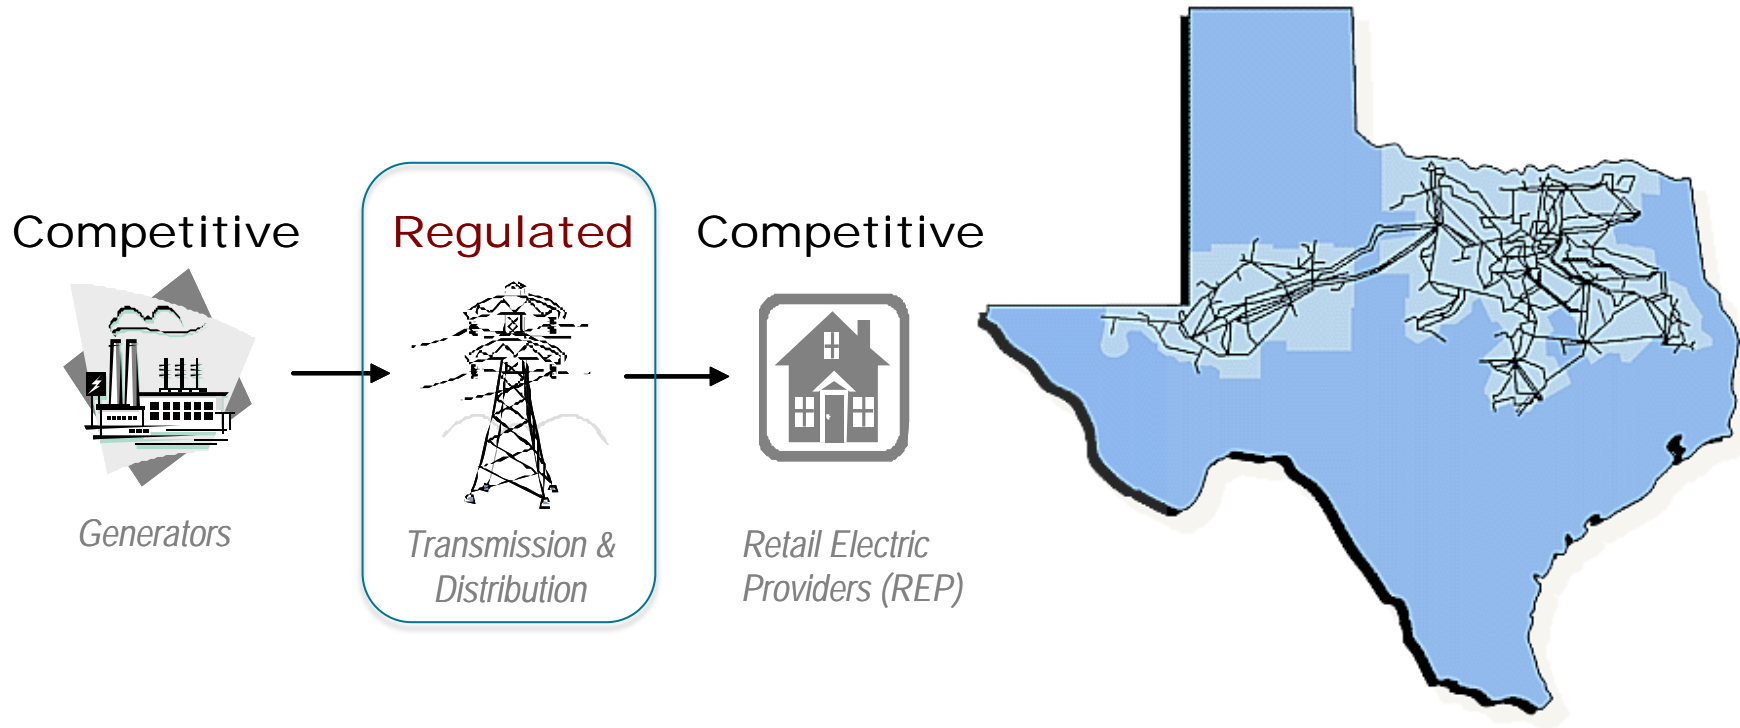 Competitive
Regulated
Competitive
Generators
Transmission &
Distribution
Retail Electric
Providers (REP)